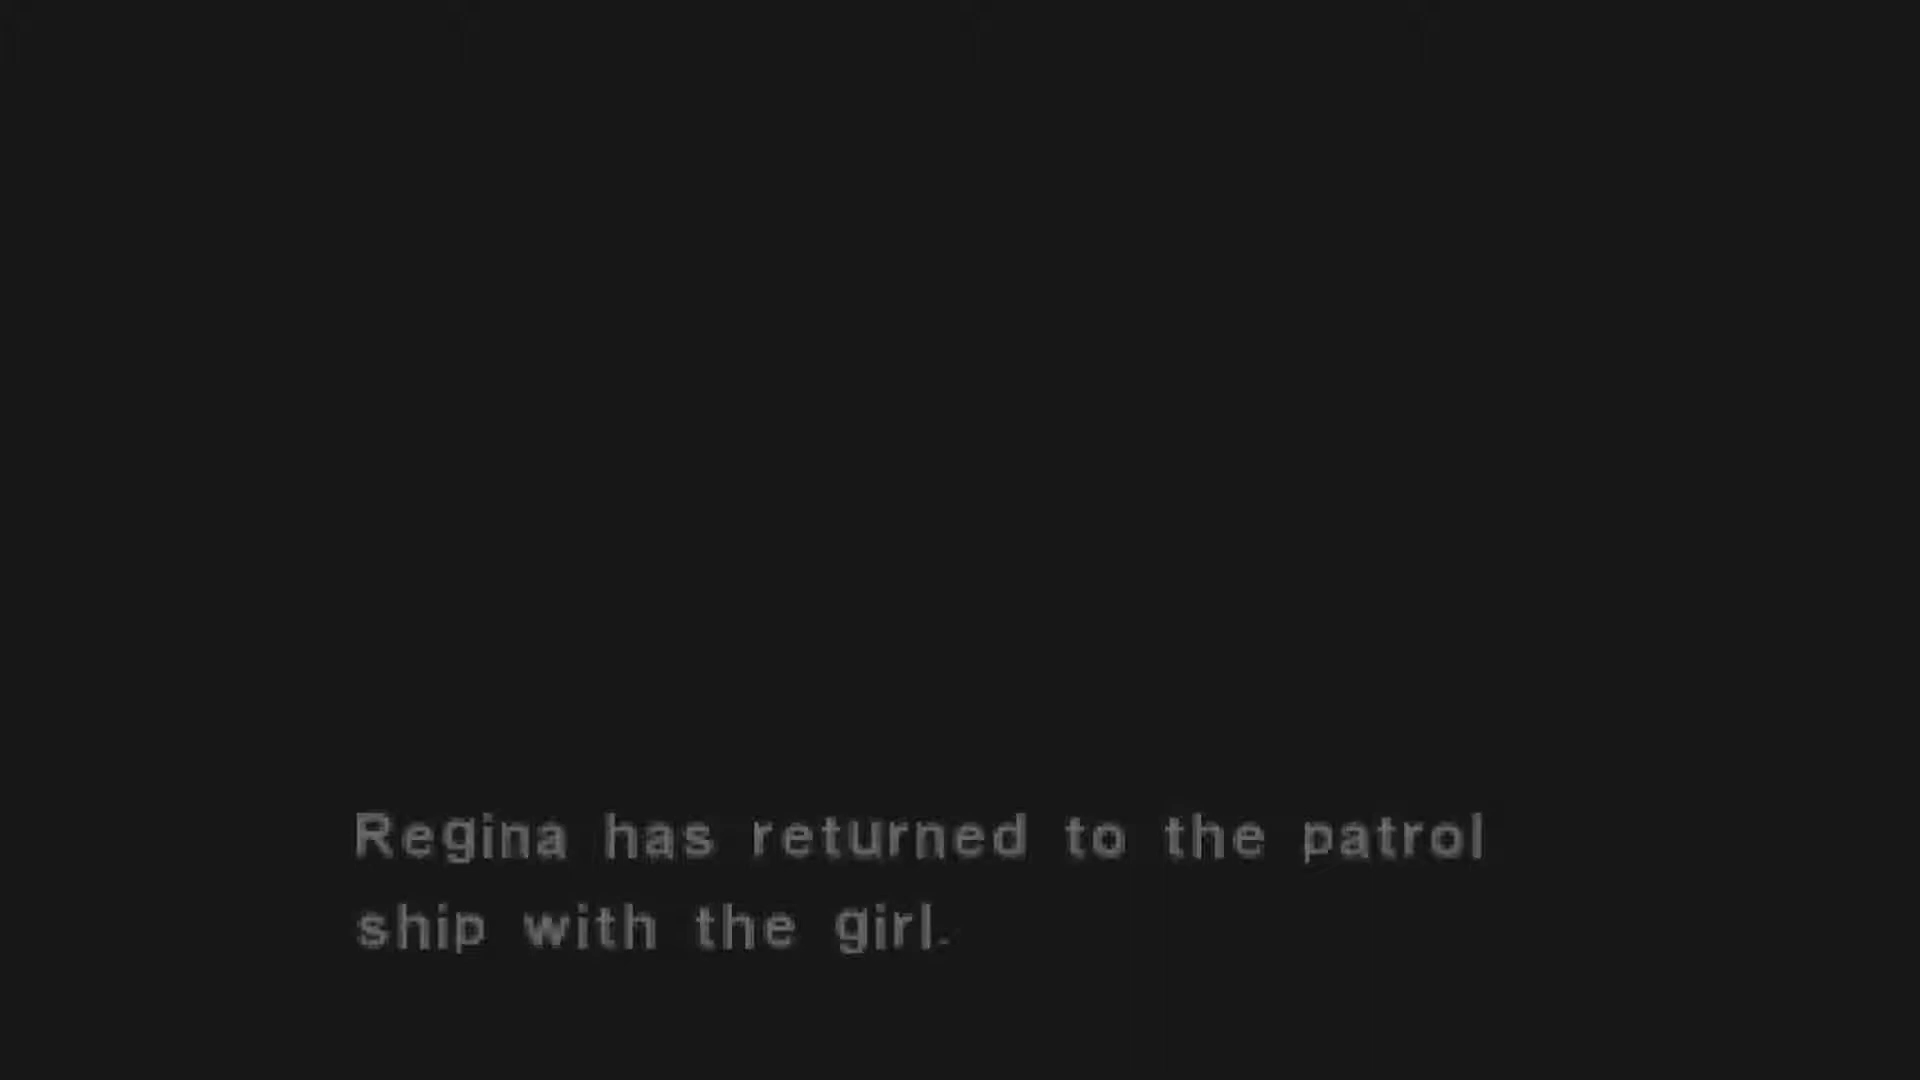 Regina has returned to the patrol
ship with the girl.